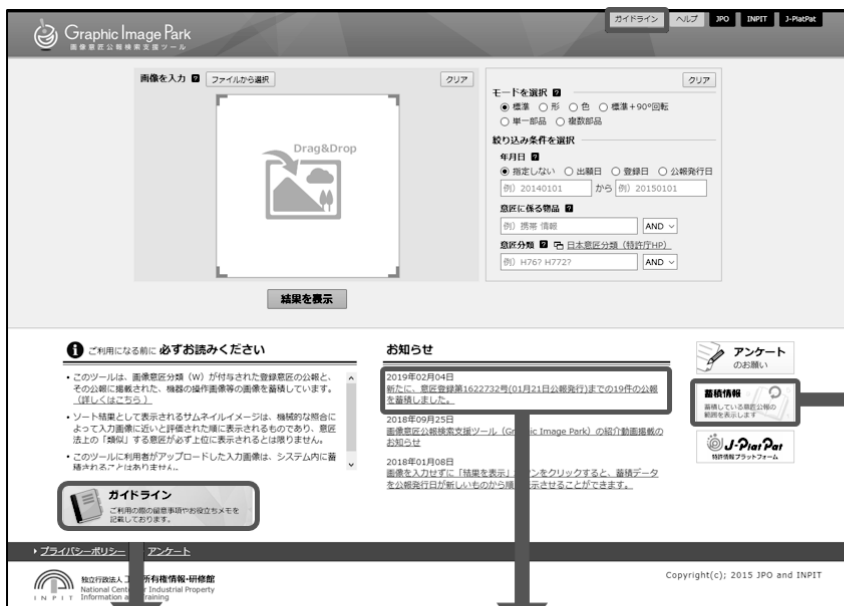 ガイドライン ヘルプ JPO INPIT J-PlatPat
Graphic Image Park
画像意匠公報検索支援ツール
画像を入力 ? ファイルから選択 クリア
Drag&Drop
結果を表示
クリア
モードを選択 ?
標準 形 色 標準+90°回転
単一部品 複数部品
絞り込み条件を選択
年月日 ?
指定しない 出願日 登録日 公報発行日
例) 20140101 から 例) 20150101
意匠に係る物品 ?
例) 携帯 情報 AND
意匠分類 ? 日本意匠分類(特許庁HP)
例) H76? H772? AND
ご利用になる前に 必ずお読みください
・このツールは、画像意匠分類(W)が付与された登録意匠の公報と、
その公報に掲載された、機器の操作画像等の画像を蓄積しています。
(詳しくはこちら)
・ソート結果として表示されるサムネイルイメージは、機械的な照合に
よって入力画像に近いと評価された順に表示されるものであり、意匠
法上の「類似」する意匠が必ず上位に表示されるとは限りません。
・このツールに利用者がアップロードした入力画像は、システム内に蓄
積されることはありません。
ガイドライン
ご利用の際の留意事項やお役立ちメモを
記載しております。
お知らせ
2019年02月04日
新たに、意匠登録第1622732号(01月21日公報発行)までの19件の公報
を蓄積しました。
2018年09月25日
画像意匠公報検索支援ツール(Gr Image Park)の紹介動画掲載の
お知らせ
2018年01月08日
画像を入力せずに「結果を表示」 ンをクリックすると、蓄積データ
を公報発行日が新しいものから順 示させることができます。
アンケート
のお願い
蓄積情報
蓄積している意匠公報の
範囲を表示します
J-PlatPat
特許情報プラットフォーム
プライバシーポリシー アンケート
INPIT
独立行政法人 所有権情報・研修館
National Cent Industrial Property
Information Training
Copyright(c); 2015 JPO and INPIT